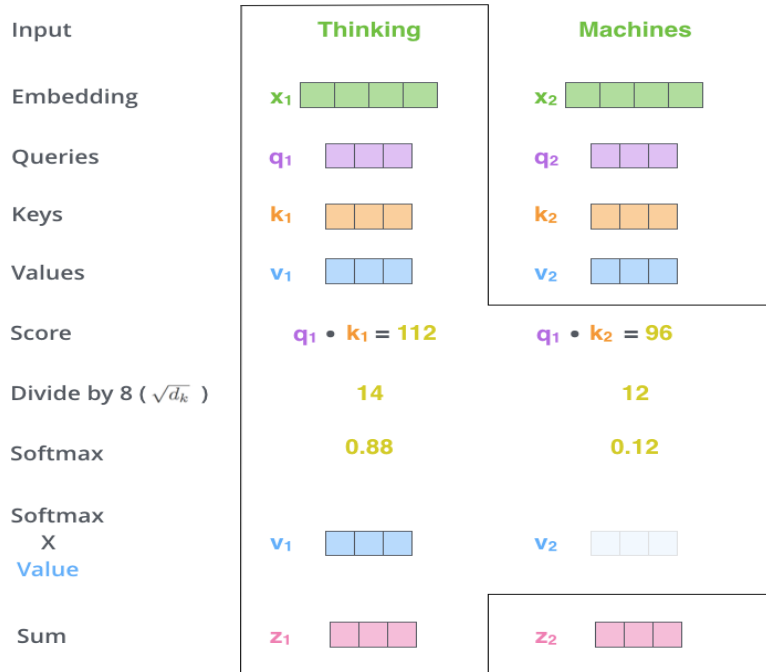 Input Thinking Machines
Embedding x₁ x₂
Queries q₁ q₂
Keys k₁ k₂
Values v₁ v₂
Score q₁ • k₁ = 112 q₁ • k₂ = 96
Divide by 8 ( √dₖ ) 14 12
Softmax 0.88 0.12
Softmax
X v₁ v₂
Value
Sum z₁ z₂